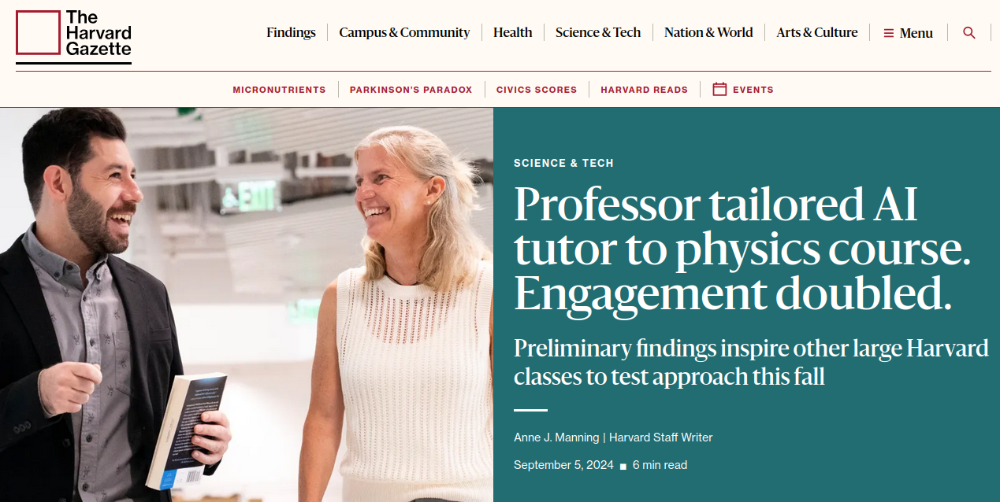 The
Harvard
Gazette
Findings
Campus & Community
Health
Science & Tech
Nation & World
Arts & Culture
Menu
MICRONUTRIENTS
PARKINSON'S PARADOX
CIVICS SCORES
HARVARD READS
EVENTS
EXIT
SCIENCE & TECH
Professor tailored AI
tutor to physics course.
Engagement doubled.
Preliminary findings inspire other large Harvard
classes to test approach this fall
Anne J. Manning | Harvard Staff Writer
September 5, 2024 ■ 6 min read